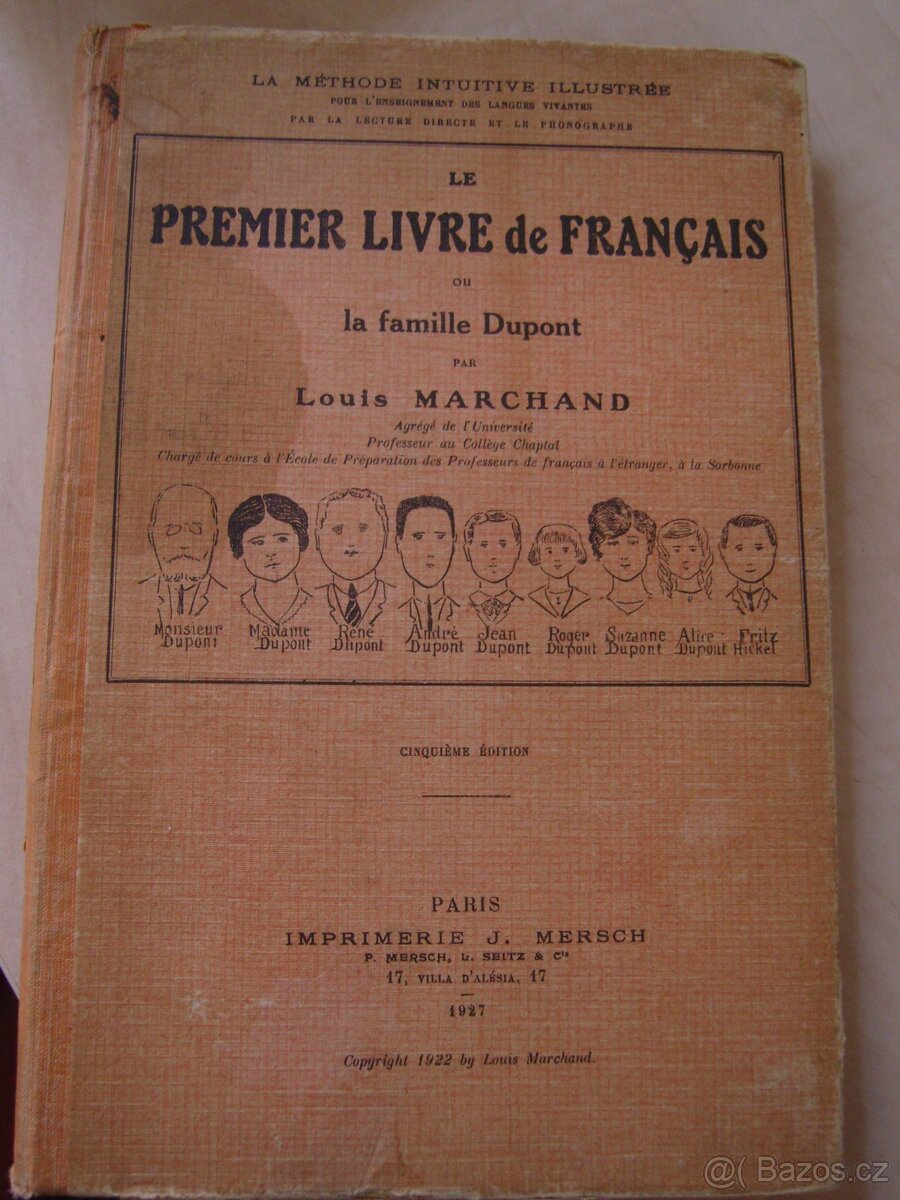 LA MÉTHODE INTUITIVE ILLUSTRÉE
POUR L'ENSEIGNEMENT DES LANGUES VIVANTES
PAR LA LECTURE DIRECTE ET LE PHONOGRAPHE
LE
PREMIER LIVRE de FRANÇAIS
OU
la famille Dupont
PAR
Louis MARCHAND
Agrégé de l'Université
Professeur au Collège Chaptal
Chargé de cours à l'École de Préparation des Professeurs de français à l'étranger, à la Sorbonne
Monsieur Dupont
Madame Dupont
René Dupont
André Dupont
Jean Dupont
Roger Dupont
Suzanne Dupont
Alice Dupont
Fritz Hickel
CINQUIÈME ÉDITION
PARIS
IMPRIMERIE J. MERSCH
P. MERSCH, L. SEITZ & Cie
17, VILLA D'ALÉSIA, 17
1927
Copyright 1922 by Louis Marchand.
@( Bazos.cz